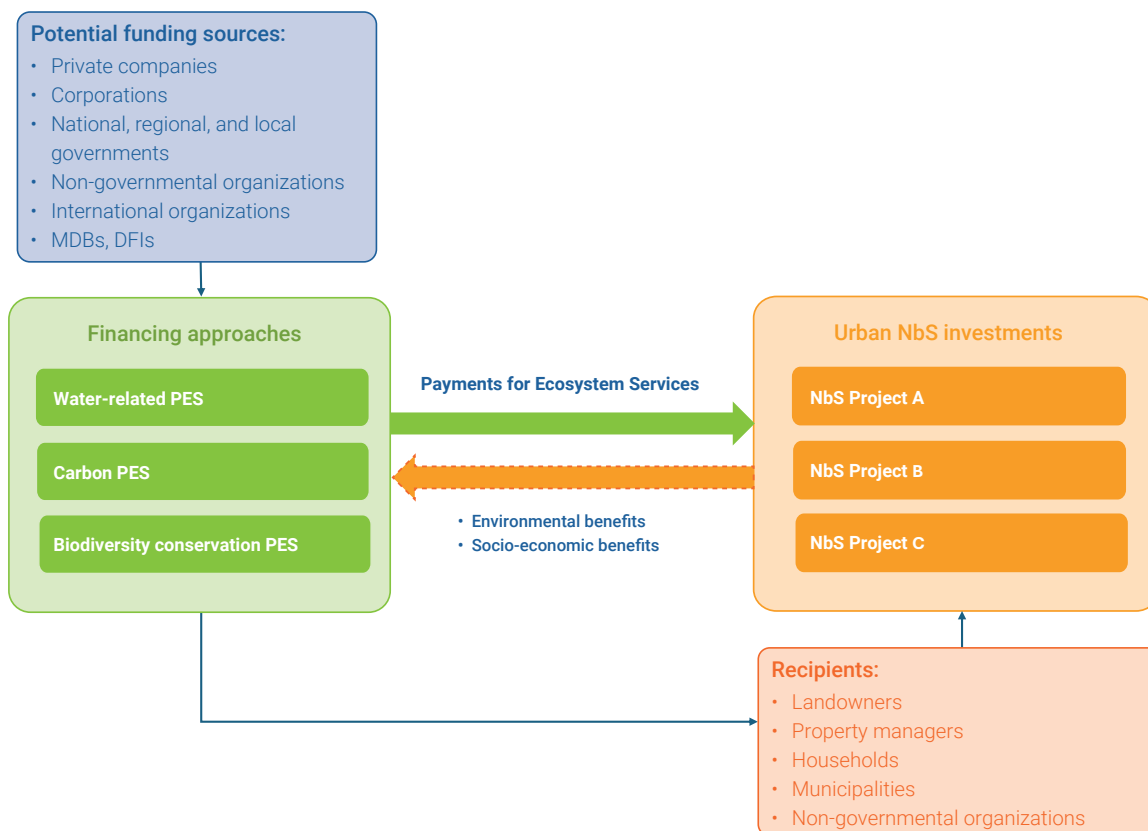 Potential funding sources:
• Private companies
• Corporations
• National, regional, and local
governments
• Non-governmental organizations
• International organizations
• MDBs, DFIs
Financing approaches
Water-related PES
Carbon PES
Biodiversity conservation PES
Payments for Ecosystem Services
• Environmental benefits
• Socio-economic benefits
Urban NbS investments
NbS Project A
NbS Project B
NbS Project C
Recipients:
• Landowners
• Property managers
• Households
• Municipalities
• Non-governmental organizations